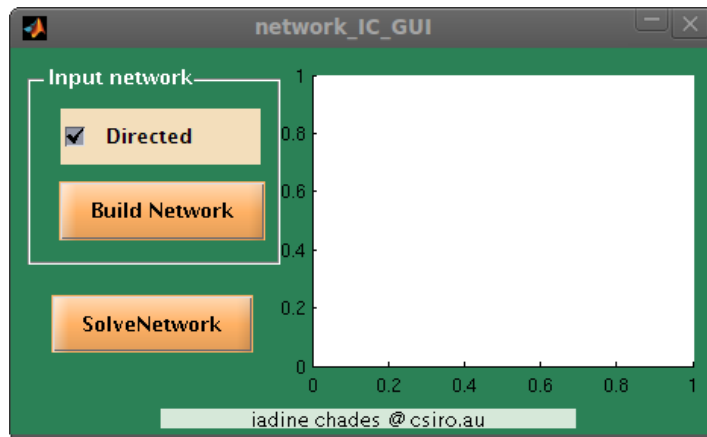 network_IC_GUI
Input network
Directed
Build Network
SolveNetwork
1
0.8
0.6
0.4
0.2
0
0 0.2 0.4 0.6 0.8 1
iadine chades @ csiro.au